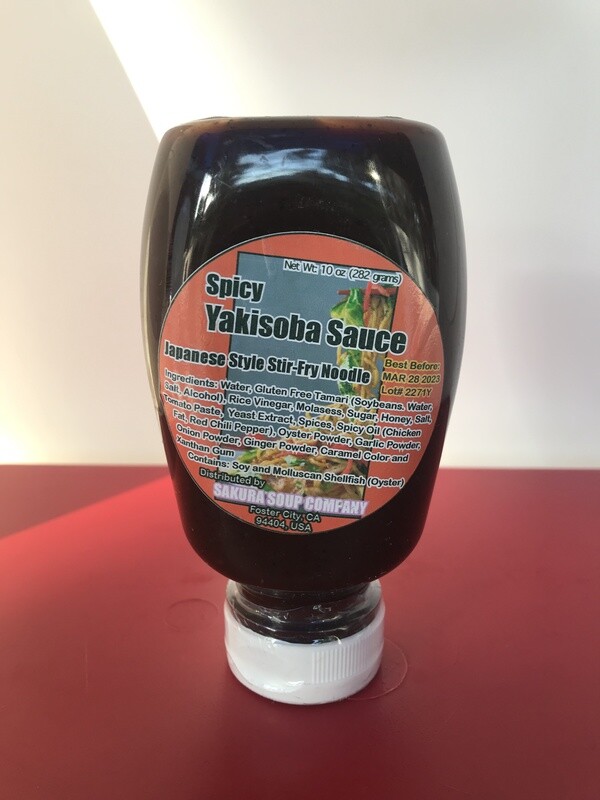 Net Wt: 10 oz (282 grams)
Spicy
Yakisoba Sauce
Japanese Style Stir-Fry Noodle
Best Before:
MAR 28 2023
Lot# 2271Y
Ingredients: Water, Gluten Free Tamari (Soybeans. Water,
Salt, Alcohol), Rice Vinegar, Molasess, Sugar, Honey, Salt,
Tomato Paste, Yeast Extract, Spices, Spicy Oil (Chicken
Fat, Red Chili Pepper), Oyster Powder, Garlic Powder,
Onion Powder, Ginger Powder, Caramel Color and
Xanthan Gum
Contains: Soy and Molluscan Shellfish (Oyster)
Distributed by
SAKURA SOUP COMPANY
Foster City, CA
94404, USA